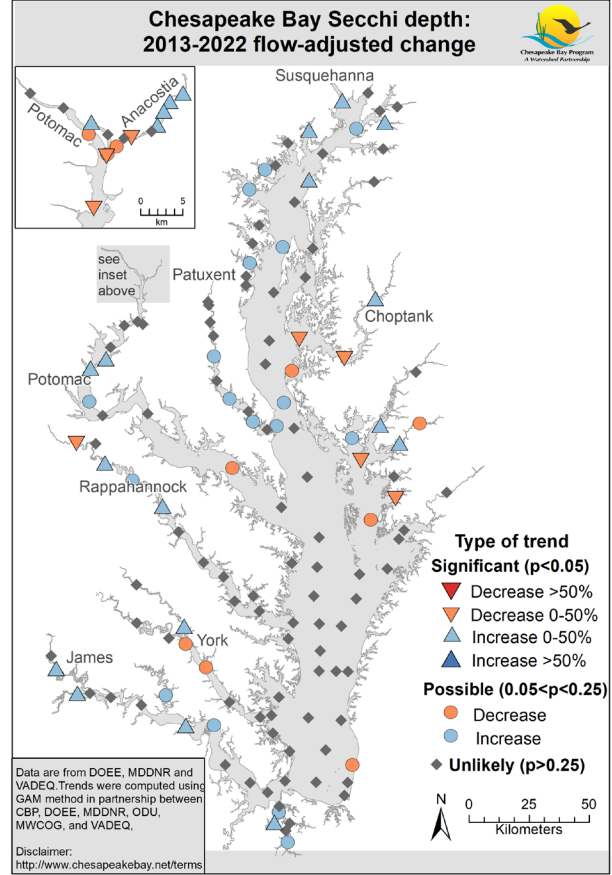 Chesapeake Bay Secchi depth:
2013-2022 flow-adjusted change
Chesapeake Bay Program
A Watershed Partnership
Susquehanna
Anacostia
Potomac
0 5
km
see
inset
above
Patuxent
Choptank
Potomac
Rappahannock
York
James
Type of trend
Significant (p<0.05)
Decrease >50%
Decrease 0-50%
Increase 0-50%
Increase >50%
Possible (0.05<p<0.25)
Decrease
Increase
Unlikely (p>0.25)
N
0 25 50
Kilometers
Data are from DOEE, MDDNR and
VADEQ.Trends were computed using
GAM method in partnership between
CBP, DOEE, MDDNR, ODU,
MWCOG, and VADEQ,
Disclaimer:
http://www.chesapeakebay.net/terms